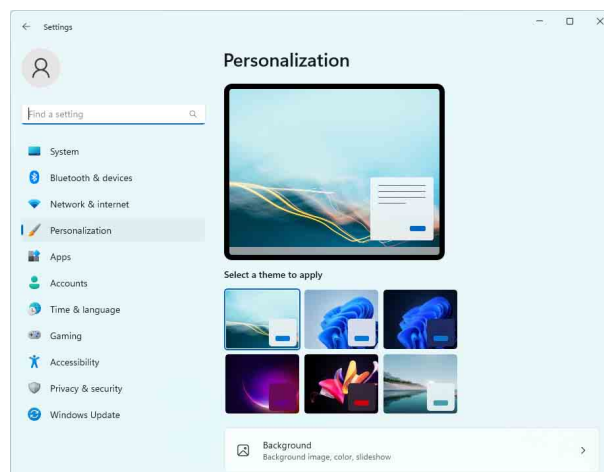 Settings
Personalization
Find a setting
System
Bluetooth & devices
Network & internet
Personalization
Apps
Accounts
Time & language
Gaming
Accessibility
Privacy & security
Windows Update
Select a theme to apply
Background
Background image, color, slideshow